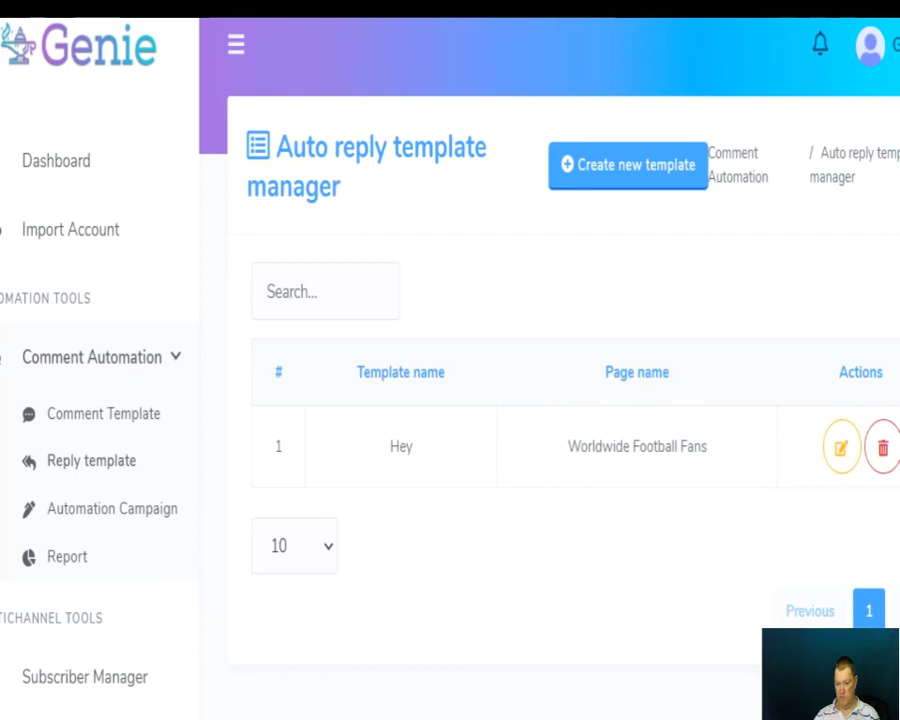 Genie
G
Dashboard
Import Account
OMATION TOOLS
Comment Automation
Comment Template
Reply template
Automation Campaign
Report
TICHANNEL TOOLS
Subscriber Manager
Auto reply template
manager
Create new template
Comment
Automation
/ Auto reply temp
manager
Search...
# Template name Page name Actions
1 Hey Worldwide Football Fans
10
Previous 1